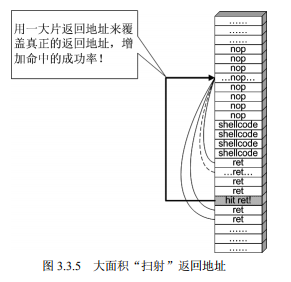 用一大片返回地址来覆
盖真正的返回地址，增
加命中的成功率！
……
……
……
nop
nop
nop
…nop…
nop
nop
nop
nop
shellcode
shellcode
shellcode
shellcode
ret
…ret…
ret
ret
hit ret!
ret
ret
……
……
……
图 3.3.5 大面积“扫射”返回地址